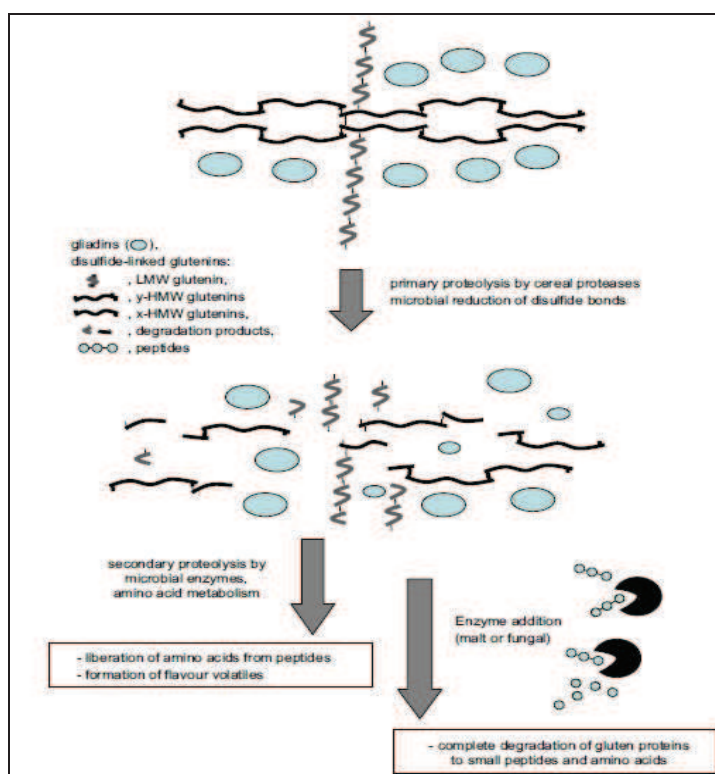 gliadins ( ),
disulfide-linked glutenins:
, LMW glutenin,
, y-HMW glutenins
, x-HMW glutenins,
, degradation products,
, peptides
primary proteolysis by cereal proteases
microbial reduction of disulfide bonds
secondary proteolysis by
microbial enzymes,
amino acid metabolism
Enzyme addition
(malt or fungal)
- liberation of amino acids from peptides
- formation of flavour volatiles
- complete degradation of gluten proteins
to small peptides and amino acids